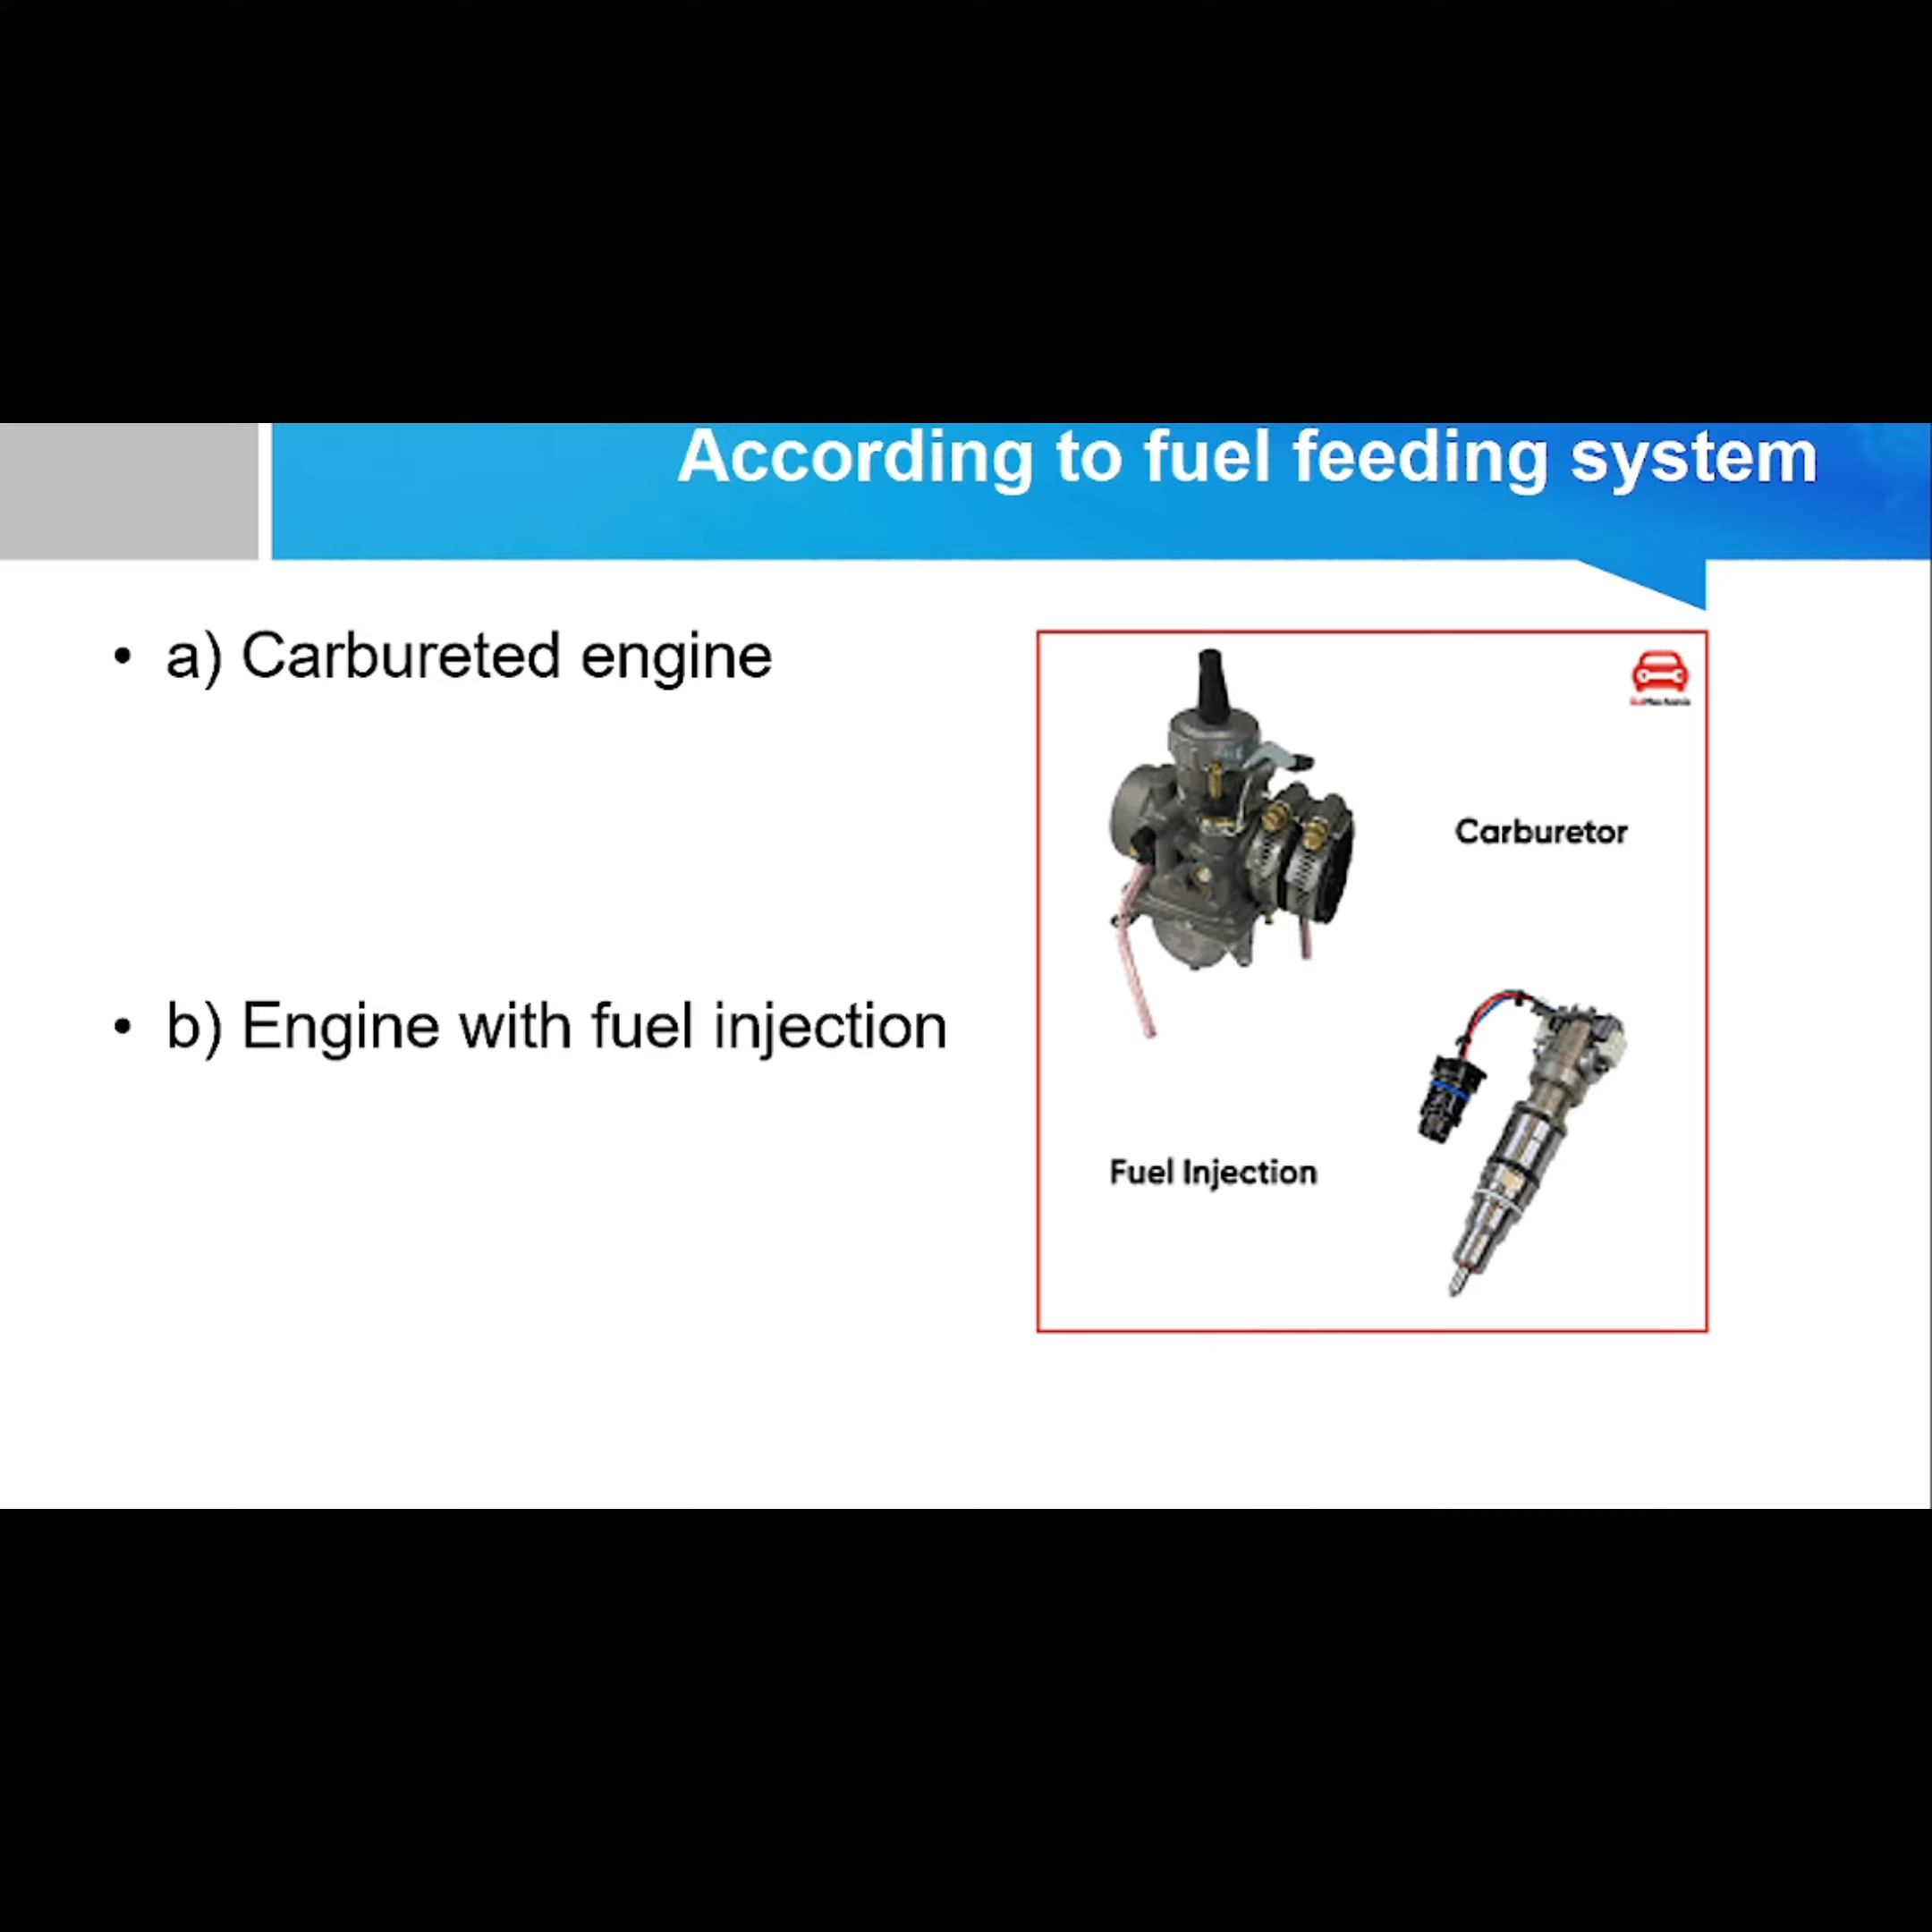 According to fuel feeding system
• a) Carbureted engine
• b) Engine with fuel injection
Carburetor
Fuel Injection